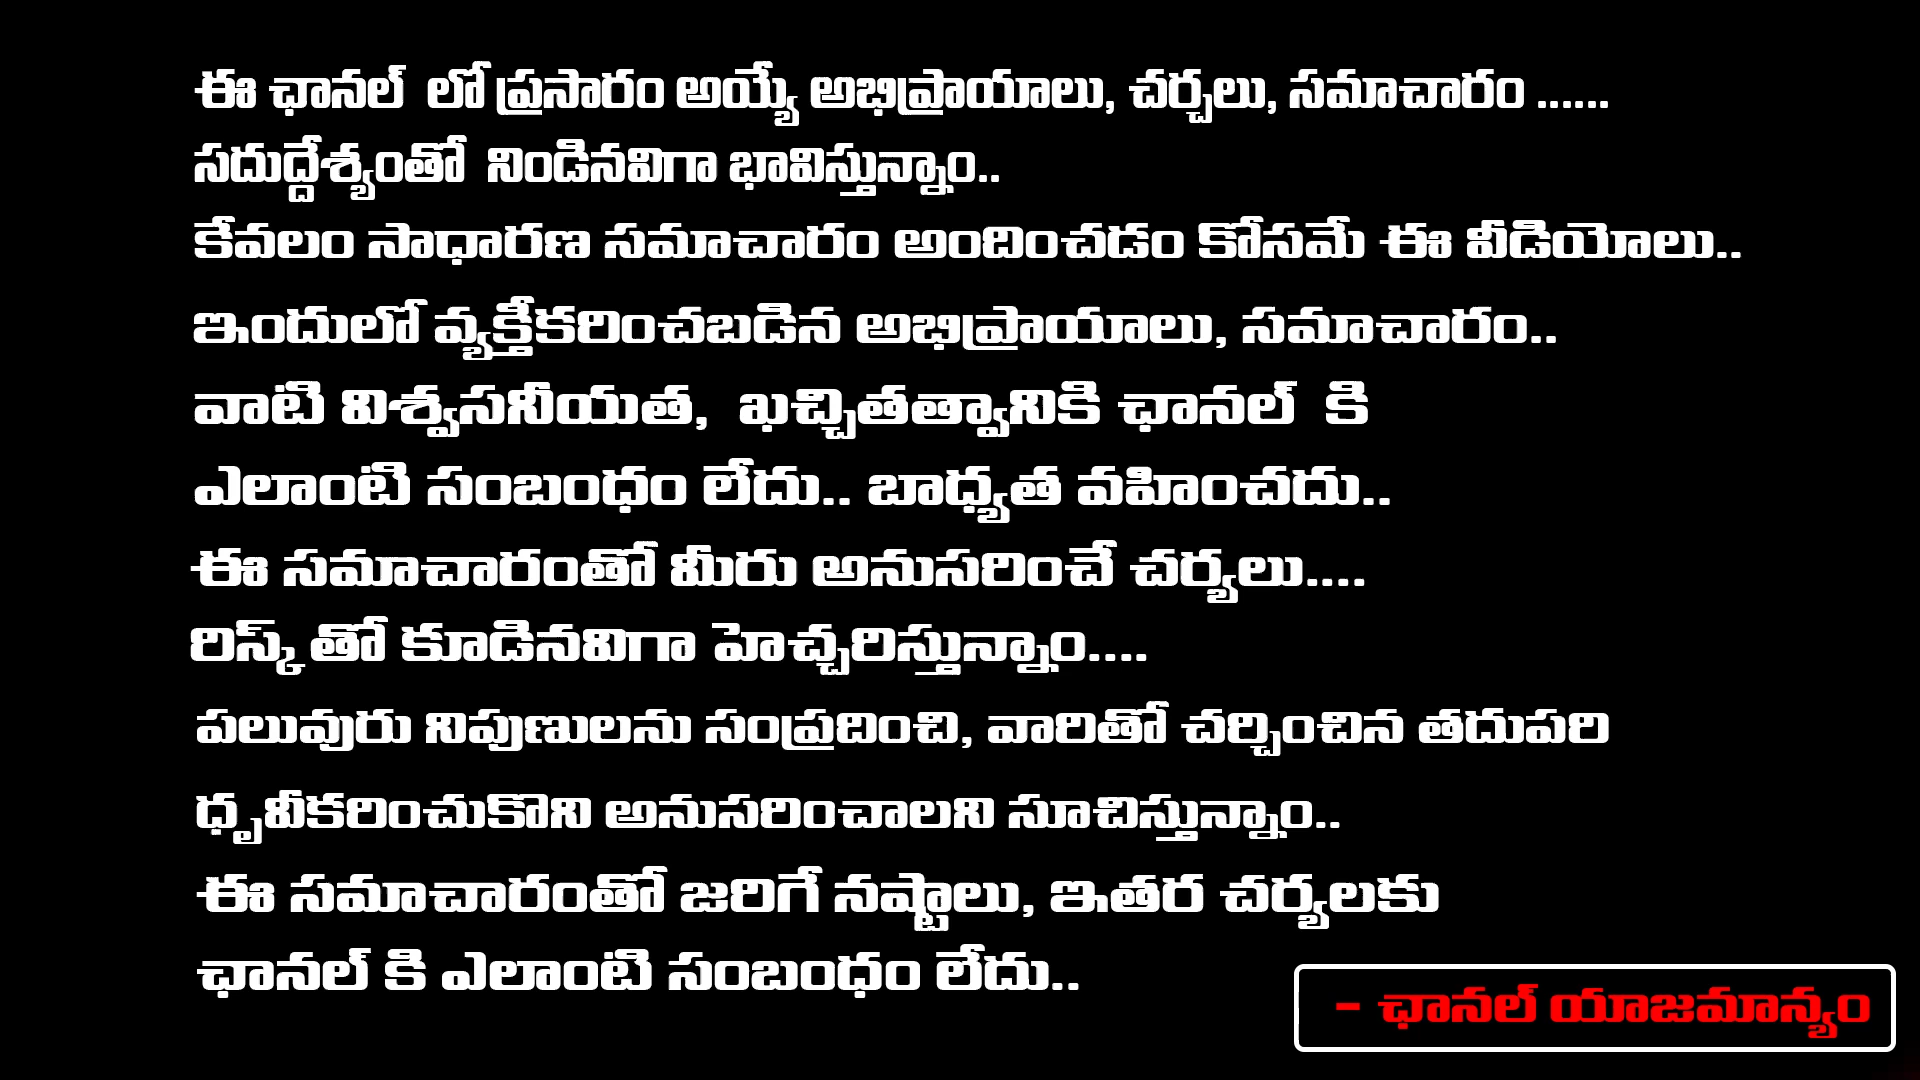 ఈ ఛానల్ లో ప్రసారం అయ్యే అభిప్రాయాలు, చర్చలు, సమాచారం ......
సదుద్దేశ్యంతో నిండినవిగా భావిస్తున్నాం..
కేవలం సాధారణ సమాచారం అందించడం కోసమే ఈ వీడియోలు..
ఇందులో వ్యక్తీకరించబడిన అభిప్రాయాలు, సమాచారం..
వాటి విశ్వసనీయత, ఖచ్చితత్వానికి ఛానల్ కి
ఎలాంటి సంబంధం లేదు.. బాధ్యత వహించదు..
ఈ సమాచారంతో మీరు అనుసరించే చర్యలు....
రిస్క్ తో కూడినవిగా హెచ్చరిస్తున్నాం....
పలువురు నిపుణులను సంప్రదించి, వారితో చర్చించిన తదుపరి
ధృవీకరించుకొని అనుసరించాలని సూచిస్తున్నాం..
ఈ సమాచారంతో జరిగే నష్టాలు, ఇతర చర్యలకు
ఛానల్ కి ఎలాంటి సంబంధం లేదు..
- ఛానల్ యాజమాన్యం